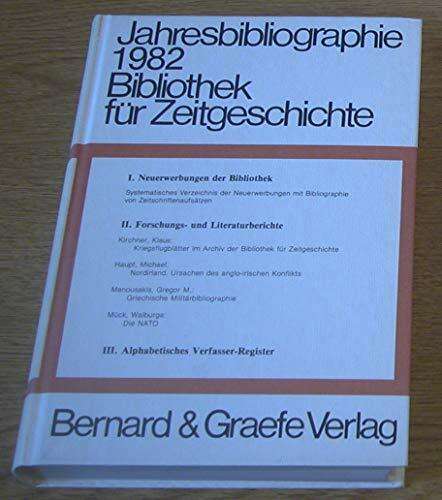 Jahresbibliographie
1982
Bibliothek
für Zeitgeschichte
I. Neuerwerbungen der Bibliothek
Systematisches Verzeichnis der Neuerwerbungen mit Bibliographie
von Zeitschriftenaufsätzen
II. Forschungs- und Literaturberichte
Kirchner, Klaus:
Kriegsflugblätter im Archiv der Bibliothek für Zeitgeschichte
Haupt, Michael:
Nordirland. Ursachen des anglo-irischen Konflikts
Manousakis, Gregor M.:
Griechische Militärbibliographie
Mück, Walburga:
Die NATO
III. Alphabetisches Verfasser-Register
Bernard & Graefe Verlag